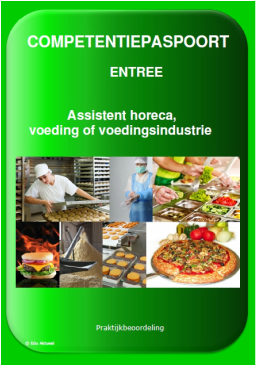 COMPETENTIEPASPOORT
ENTREE
Assistent horeca,
voeding of voedingsindustrie
Praktijkbeoordeling